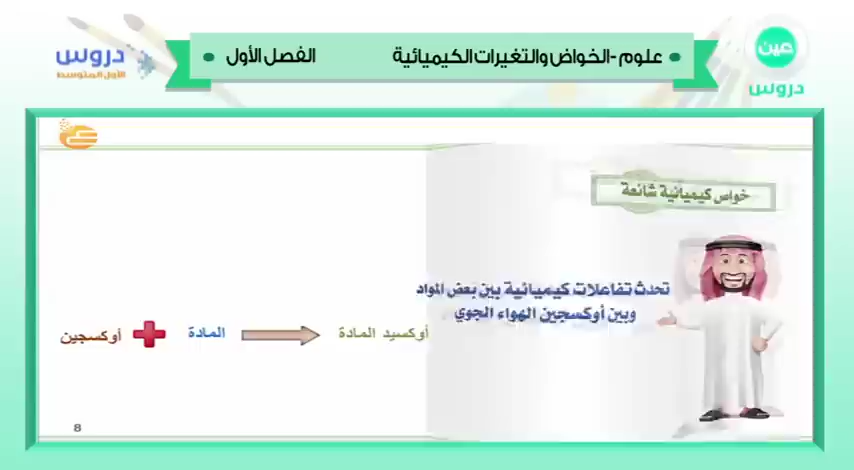 علوم - الخواض والتغيرات الكيميائية
الفصل الأول
دروس
الأول المتوسط
عين
دروس
خواص كيميائية شائعة
تحدث تفاعلات كيميائية بين بعض المواد
وبين أوكسجين الهواء الجوي
أوكسجين + المادة أوكسيد المادة
8